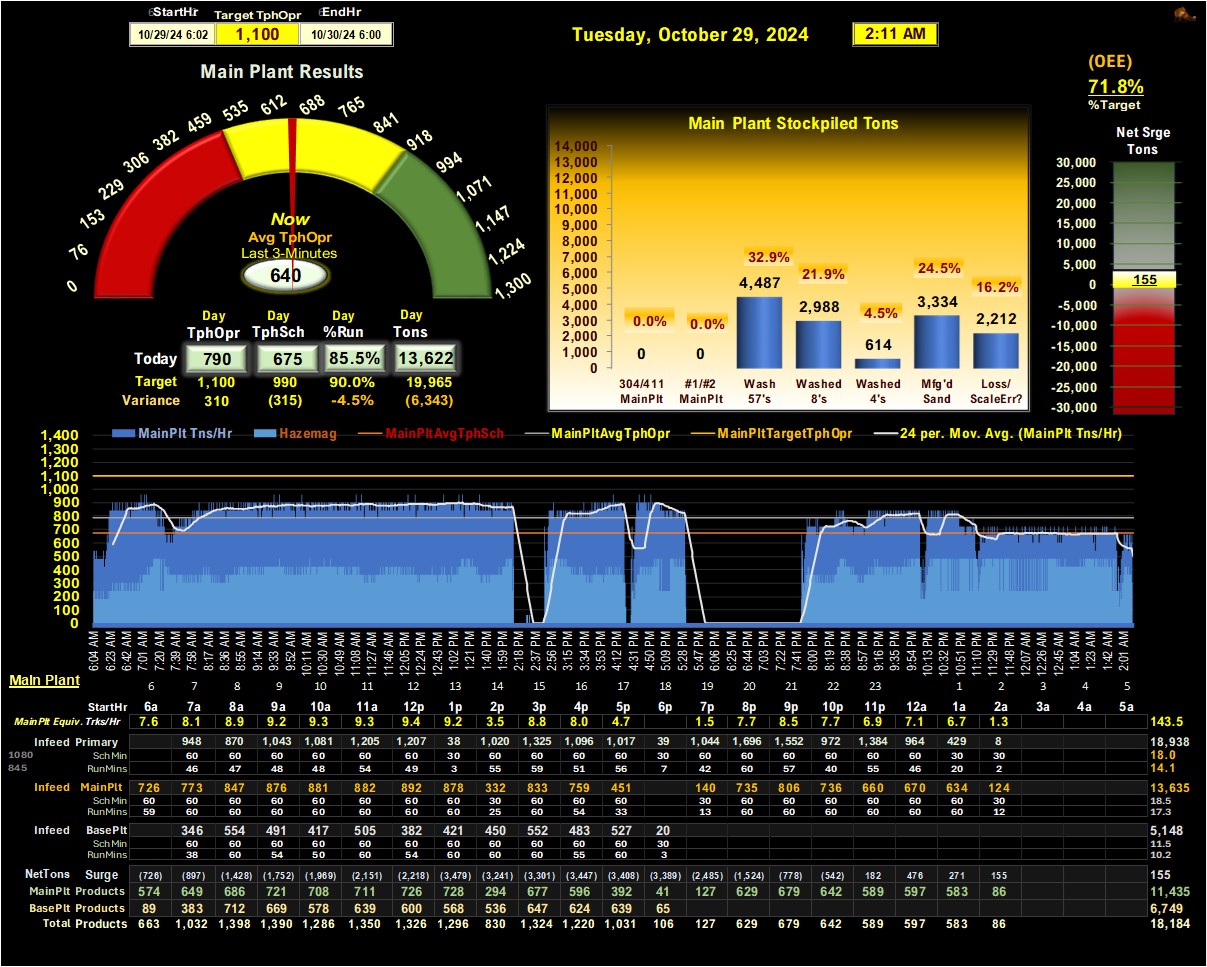 StartHr Target TphOpr EndHr
10/29/24 6:02 1,100 10/30/24 6:00
Tuesday, October 29, 2024 2:11 AM
(OEE)
71.8%
%Target
Main Plant Results
0 76 153 229 306 382 459 535 612 688 765 841 918 994 1,071 1,147 1,224 1,300
Now
Avg TphOpr
Last 3-Minutes
640
Day Day Day Day
TphOpr TphSch %Run Tons
Today 790 675 85.5% 13,622
Target 1,100 990 90.0% 19,965
Variance 310 (315) -4.5% (6,343)
Main Plant Stockpiled Tons
14,000
13,000
12,000
11,000
10,000
9,000
8,000
7,000
6,000
5,000
4,000
3,000
2,000
1,000
0
0.0% 0.0% 32.9% 21.9% 4.5% 24.5% 16.2%
0 0 4,487 2,988 614 3,334 2,212
304/411 #1/#2 Wash Washed Washed Mfg'd Loss/
MainPlt MainPlt 57's 8's 4's Sand ScaleErr?
Net Srge
Tons
30,000
25,000
20,000
15,000
10,000
5,000
0
-5,000
-10,000
-15,000
-20,000
-25,000
-30,000
155
MainPlt Tns/Hr Hazemag MainPltAvgTphSch MainPltAvgTphOpr MainPltTargetTphOpr 24 per. Mov. Avg. (MainPlt Tns/Hr)
1,400
1,300
1,200
1,100
1,000
900
800
700
600
500
400
300
200
100
0
6:04 AM 6:23 AM 6:42 AM 7:01 AM 7:20 AM 7:39 AM 7:58 AM 8:17 AM 8:36 AM 8:55 AM 9:14 AM 9:33 AM 9:52 AM 10:11 AM 10:30 AM 10:49 AM 11:08 AM 11:27 AM 11:46 AM 12:05 PM 12:24 PM 12:43 PM 1:02 PM 1:21 PM 1:40 PM 1:59 PM 2:18 PM 2:37 PM 2:56 PM 3:15 PM 3:34 PM 3:53 PM 4:12 PM 4:31 PM 4:50 PM 5:09 PM 5:28 PM 5:47 PM 6:06 PM 6:25 PM 6:44 PM 7:03 PM 7:22 PM 7:41 PM 8:00 PM 8:19 PM 8:38 PM 8:57 PM 9:16 PM 9:35 PM 9:54 PM 10:13 PM 10:32 PM 10:51 PM 11:10 PM 11:29 PM 11:48 PM 12:07 AM 12:26 AM 12:45 AM 1:04 AM 1:23 AM 1:42 AM 2:01 AM
Main Plant
6 7 8 9 10 11 12 13 14 15 16 17 18 19 20 21 22 23 1 2 3 4 5
StartHr 6a 7a 8a 9a 10a 11a 12p 1p 2p 3p 4p 5p 6p 7p 8p 9p 10p 11p 12a 1a 2a 3a 4a 5a
MainPlt Equiv. Trks/Hr 7.6 8.1 8.9 9.2 9.3 9.3 9.4 9.2 3.5 8.8 8.0 4.7 1.5 7.7 8.5 7.7 6.9 7.1 6.7 1.3 143.5
Infeed Primary 948 870 1,043 1,081 1,205 1,207 38 1,020 1,325 1,096 1,017 39 1,044 1,696 1,552 972 1,384 964 429 8 18,938
1080 Sch Min 60 60 60 60 60 60 30 60 60 60 60 30 60 60 60 60 60 60 30 30 18.0
845 RunMins 46 47 48 48 54 49 3 55 59 51 56 7 42 60 57 40 55 46 20 2 14.1
Infeed MainPlt 726 773 847 876 881 882 892 878 332 833 759 451 140 735 806 736 660 670 634 124 13,635
Sch Min 60 60 60 60 60 60 60 60 30 60 60 30 30 60 60 60 60 60 60 30 18.5
RunMins 59 60 60 60 60 60 60 60 25 60 54 33 13 60 60 60 60 60 60 12 17.3
Infeed BasePlt 346 554 491 417 505 382 421 450 552 483 527 20 5,148
60 60 60 60 60 60 60 60 60 60 60 30 11.5
RunMins 38 60 54 50 54 60 60 60 60 55 60 3 10.2
NetTons Surge (726) (897) (1,428) (1,752) (1,969) (2,151) (2,218) (3,479) (3,241) (3,301) (3,447) (3,408) (3,389) (2,485) (1,524) (778) (542) 182 476 271 155 155
MainPlt Products 574 649 686 721 708 711 726 728 294 677 596 392 41 127 629 679 642 589 597 583 86 11,435
BasePlt Products 89 383 712 669 578 639 600 568 536 647 624 639 65 6,749
Total Products 663 1,032 1,398 1,390 1,286 1,350 1,326 1,296 830 1,324 1,220 1,031 106 127 629 679 642 589 597 583 86 18,184